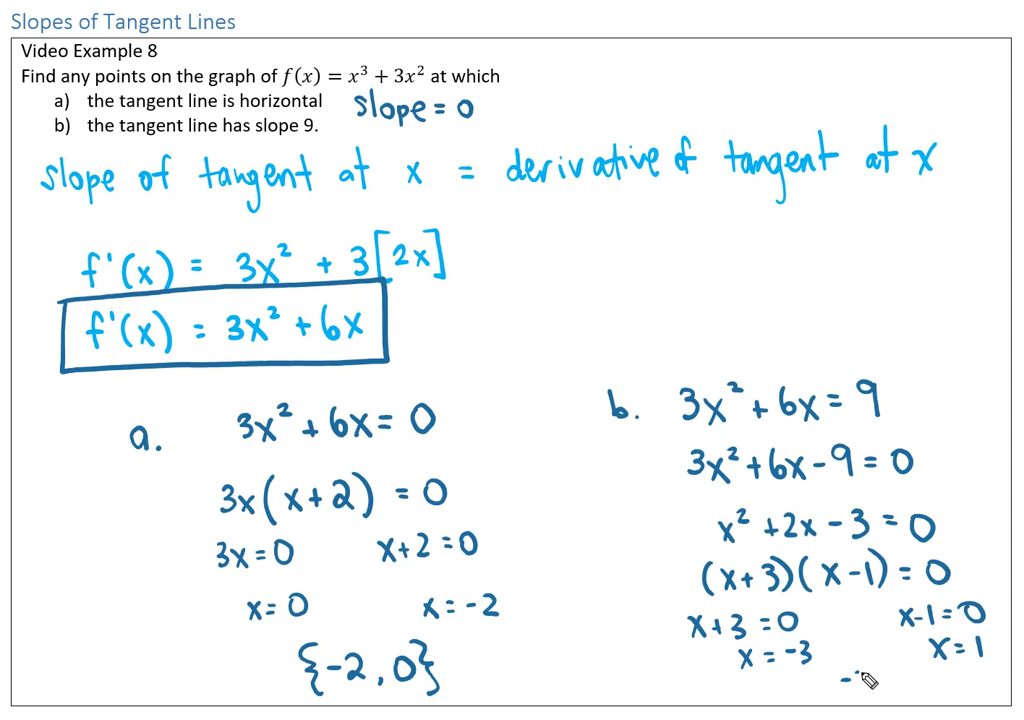 Slopes of Tangent Lines
Video Example 8
Find any points on the graph of f(x) = x³ + 3x² at which
a) the tangent line is horizontal slope = 0
b) the tangent line has slope 9.
slope of tangent at x = derivative of tangent at x
f'(x) = 3x² + 3[2x]
f'(x) = 3x² + 6x
a.
3x² + 6x = 0
3x(x+2) = 0
3x = 0 x+2 = 0
x = 0 x = -2
{-2, 0}
b. 3x² + 6x = 9
3x² + 6x - 9 = 0
x² + 2x - 3 = 0
(x+3)(x-1) = 0
x+3 = 0 x-1 = 0
x = -3 x = 1
-